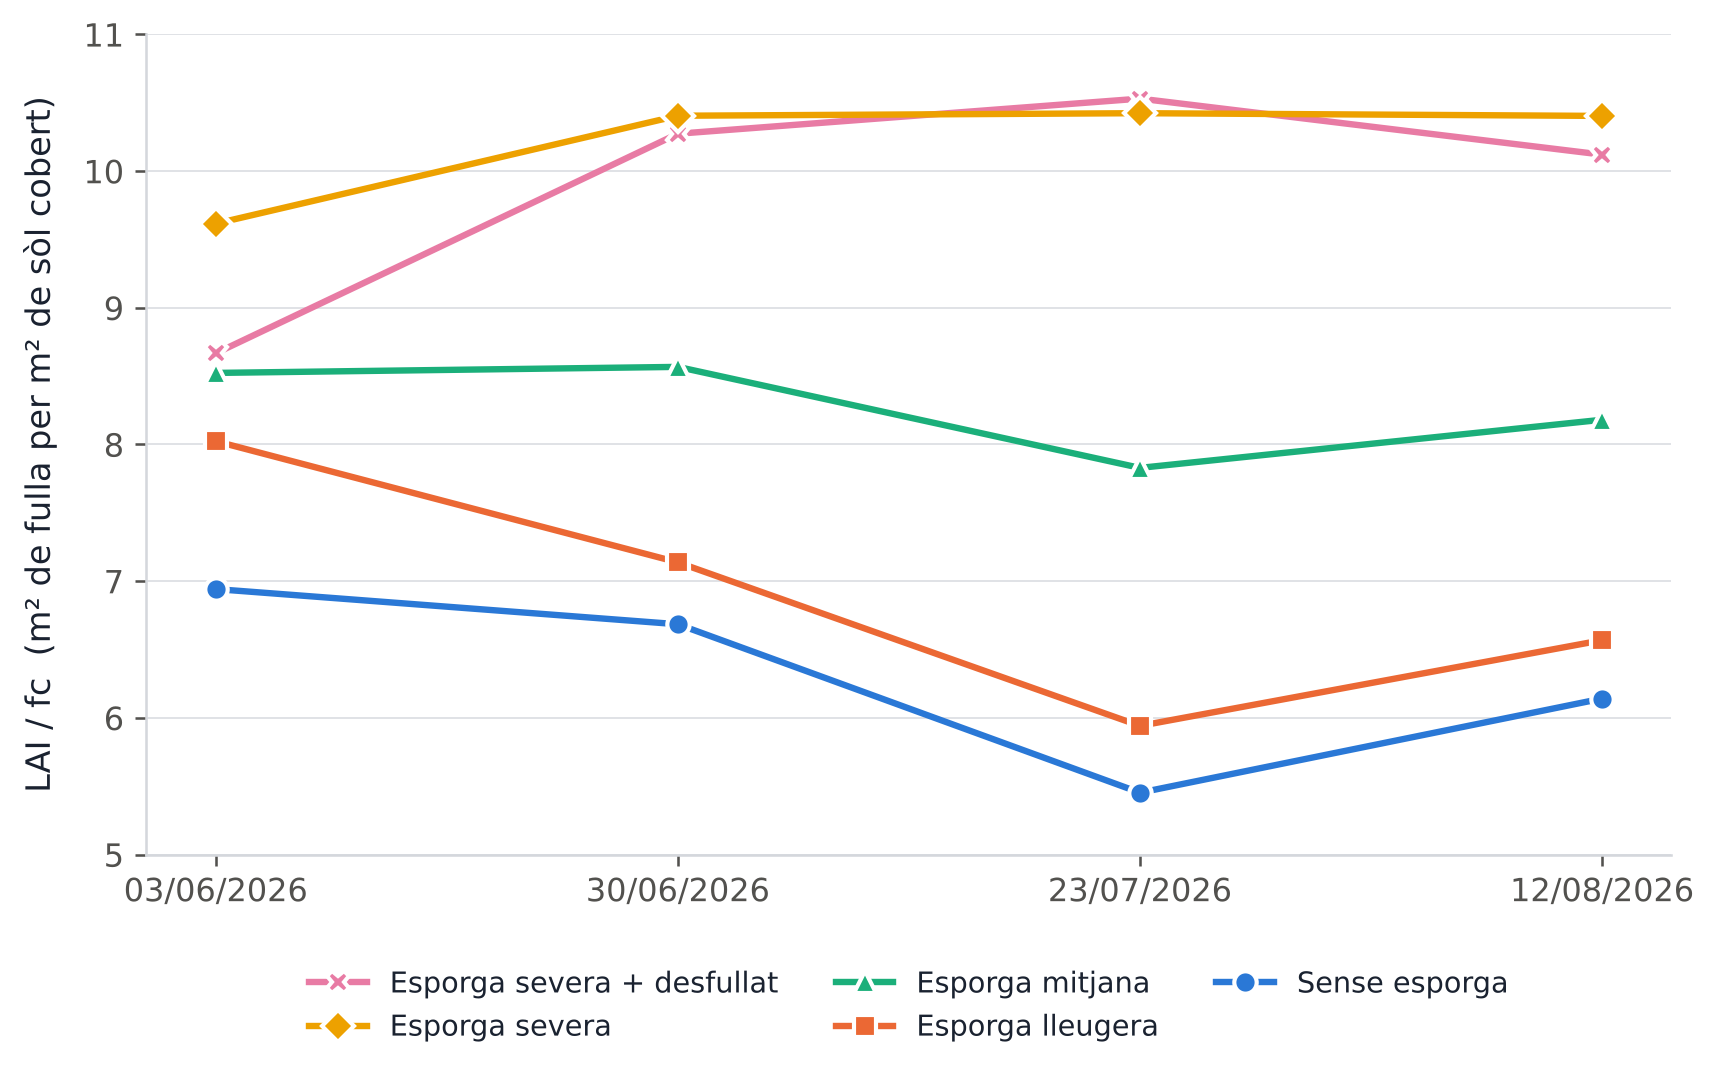 LAI / fc (m² de fulla per m² de sòl cobert)
11
10
9
8
7
6
5
03/06/2026 30/06/2026 23/07/2026 12/08/2026
Esporga severa + desfullat Esporga mitjana Sense esporga
Esporga severa Esporga lleugera